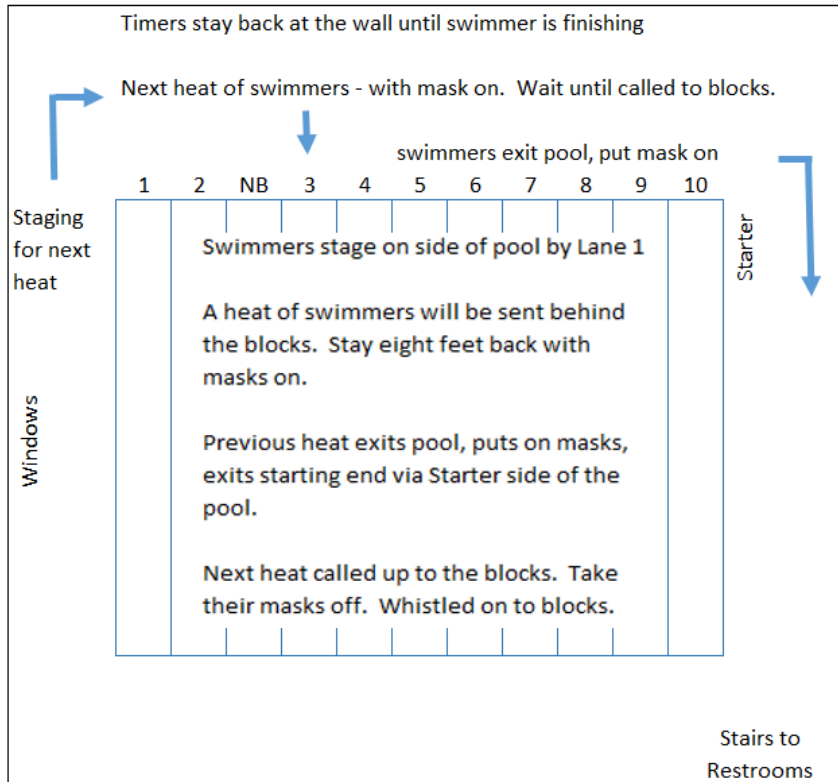 Timers stay back at the wall until swimmer is finishing
Next heat of swimmers - with mask on.  Wait until called to blocks.
swimmers exit pool, put mask on
1 2 NB 3 4 5 6 7 8 9 10
Staging
for next
heat
Starter
Swimmers stage on side of pool by Lane 1
A heat of swimmers will be sent behind
the blocks.  Stay eight feet back with
masks on.
Windows
Previous heat exits pool, puts on masks,
exits starting end via Starter side of the
pool.
Next heat called up to the blocks.  Take
their masks off.  Whistled on to blocks.
Stairs to
Restrooms